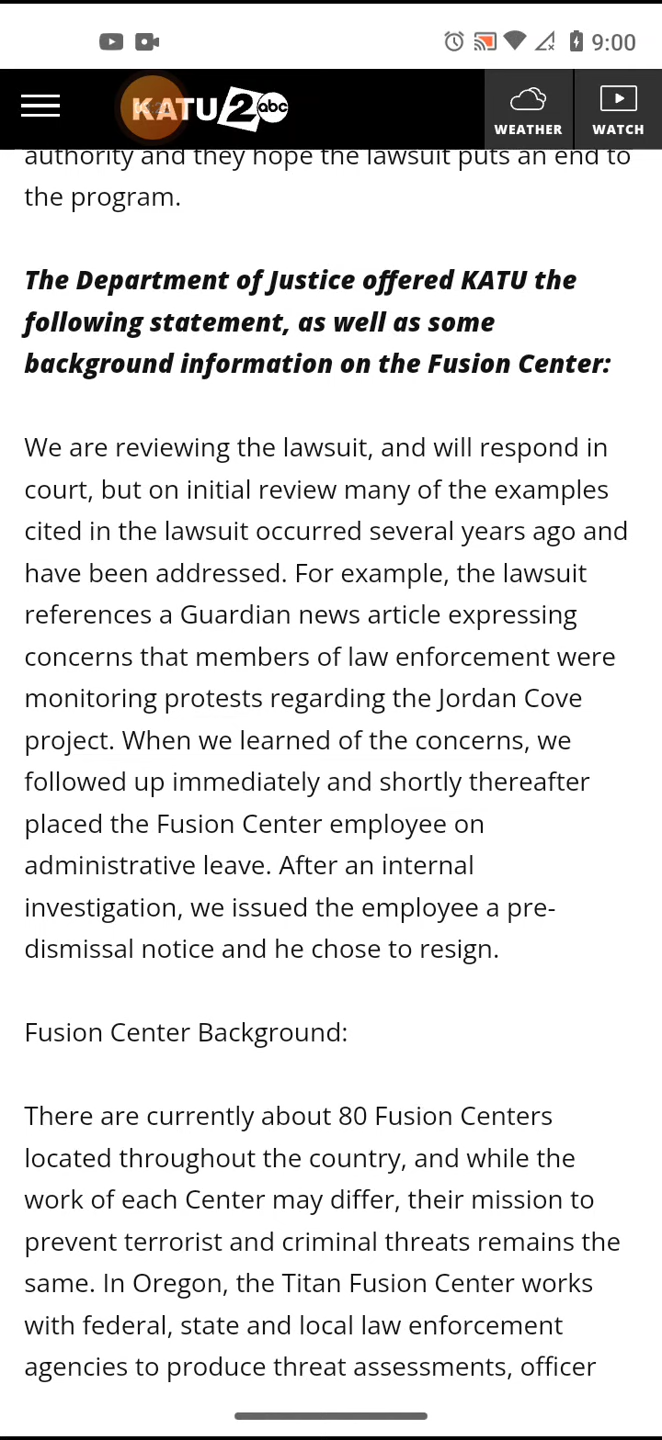 9:00
KATU2 abc
WEATHER
WATCH
authority and they hope the lawsuit puts an end to
the program.
The Department of Justice offered KATU the
following statement, as well as some
background information on the Fusion Center:
We are reviewing the lawsuit, and will respond in
court, but on initial review many of the examples
cited in the lawsuit occurred several years ago and
have been addressed. For example, the lawsuit
references a Guardian news article expressing
concerns that members of law enforcement were
monitoring protests regarding the Jordan Cove
project. When we learned of the concerns, we
followed up immediately and shortly thereafter
placed the Fusion Center employee on
administrative leave. After an internal
investigation, we issued the employee a pre-
dismissal notice and he chose to resign.
Fusion Center Background:
There are currently about 80 Fusion Centers
located throughout the country, and while the
work of each Center may differ, their mission to
prevent terrorist and criminal threats remains the
same. In Oregon, the Titan Fusion Center works
with federal, state and local law enforcement
agencies to produce threat assessments, officer